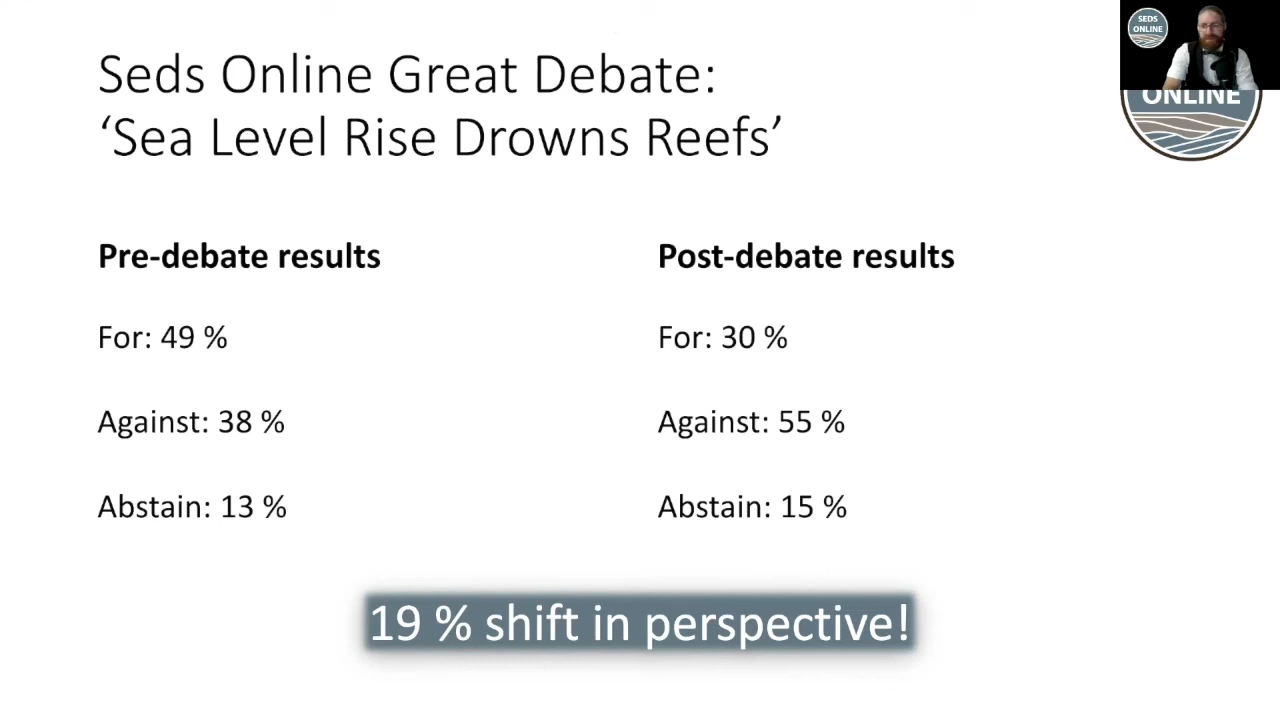 Seds Online Great Debate:
‘Sea Level Rise Drowns Reefs’
SEDS
ONLINE
ONLINE
Pre-debate results
Post-debate results
For: 49 %
For: 30 %
Against: 38 %
Against: 55 %
Abstain: 13 %
Abstain: 15 %
19 % shift in perspective!